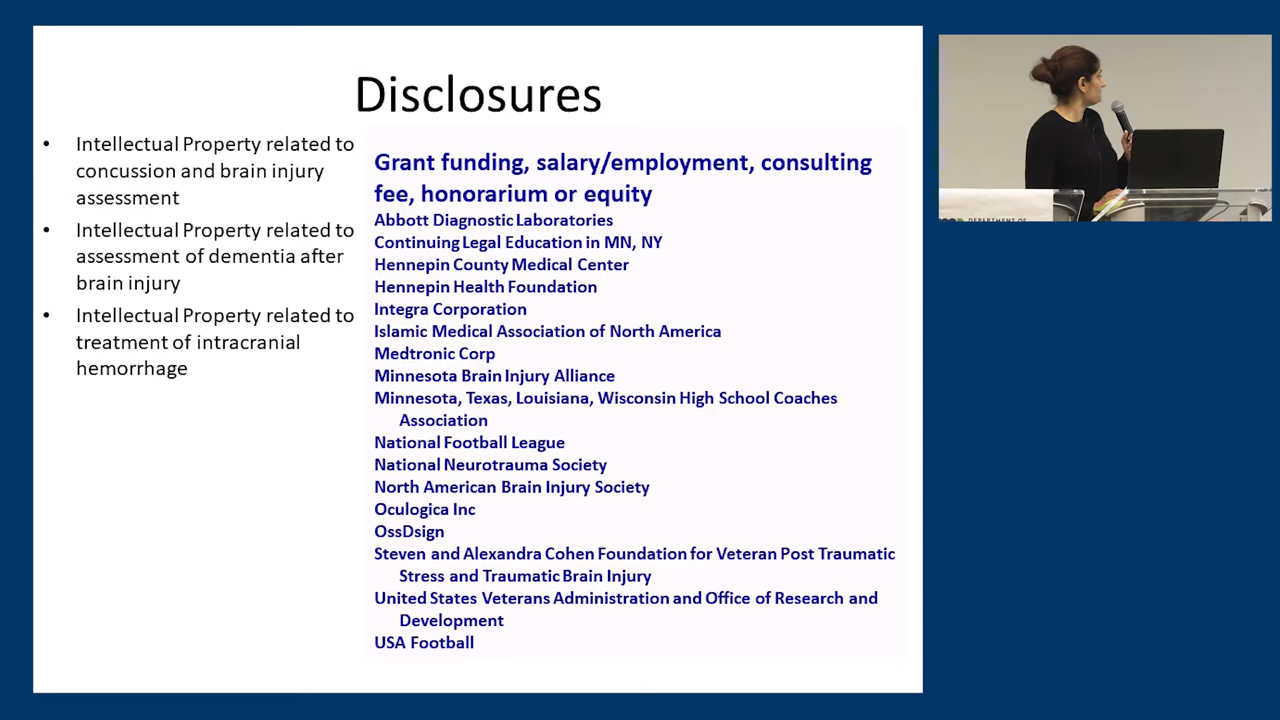 Disclosures
• Intellectual Property related to
concussion and brain injury
assessment
• Intellectual Property related to
assessment of dementia after
brain injury
• Intellectual Property related to
treatment of intracranial
hemorrhage
Grant funding, salary/employment, consulting
fee, honorarium or equity
Abbott Diagnostic Laboratories
Continuing Legal Education in MN, NY
Hennepin County Medical Center
Hennepin Health Foundation
Integra Corporation
Islamic Medical Association of North America
Medtronic Corp
Minnesota Brain Injury Alliance
Minnesota, Texas, Louisiana, Wisconsin High School Coaches
Association
National Football League
National Neurotrauma Society
North American Brain Injury Society
Oculogica Inc
OssDsign
Steven and Alexandra Cohen Foundation for Veteran Post Traumatic
Stress and Traumatic Brain Injury
United States Veterans Administration and Office of Research and
Development
USA Football
DEPARTMENT OF